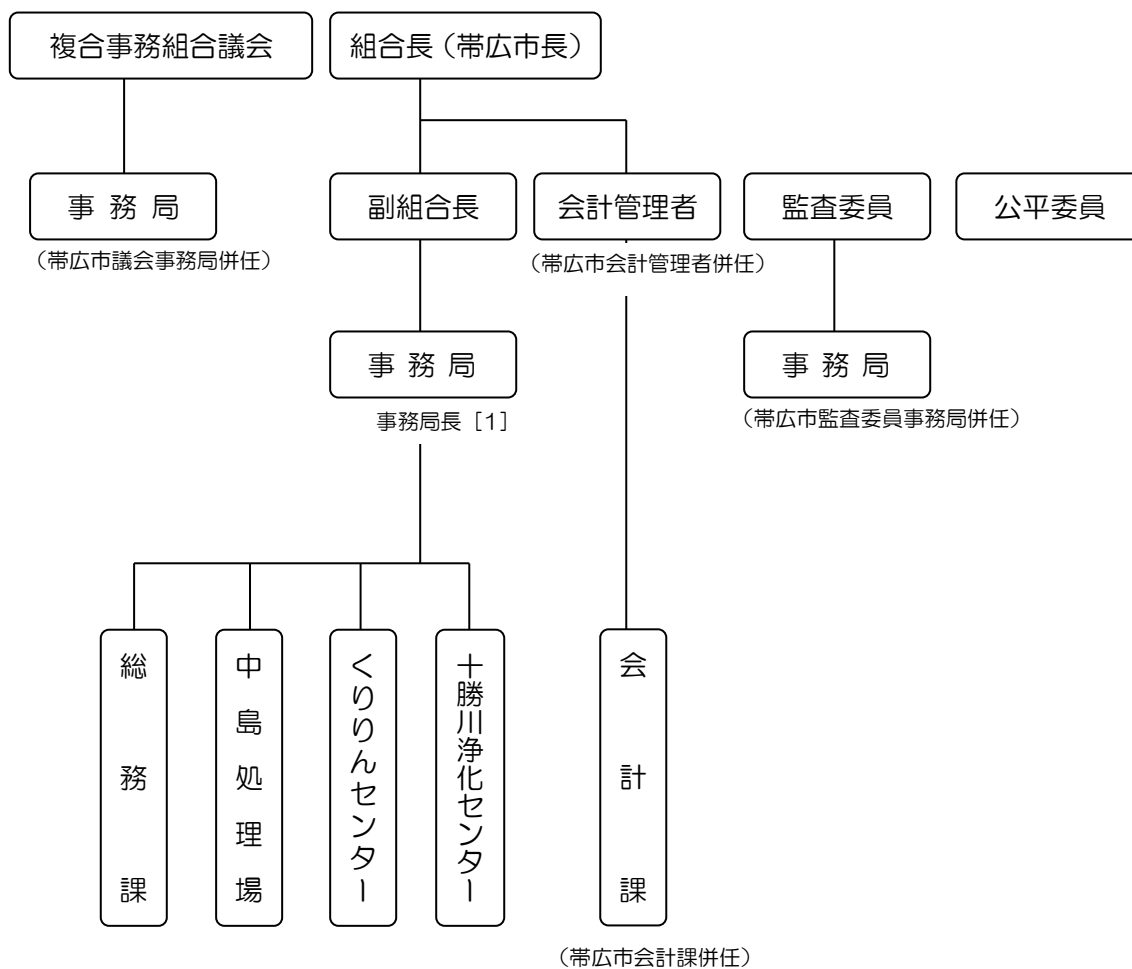 複合事務組合議会
組合長（帯広市長）
事 務 局
副組合長
会計管理者
監査委員
公平委員
（帯広市議会事務局併任）
（帯広市会計管理者併任）
事 務 局
事 務 局
事務局長［1］
（帯広市監査委員事務局併任）
総務課
中島処理場
くりりんセンター
十勝川浄化センター
会計課
（帯広市会計課併任）